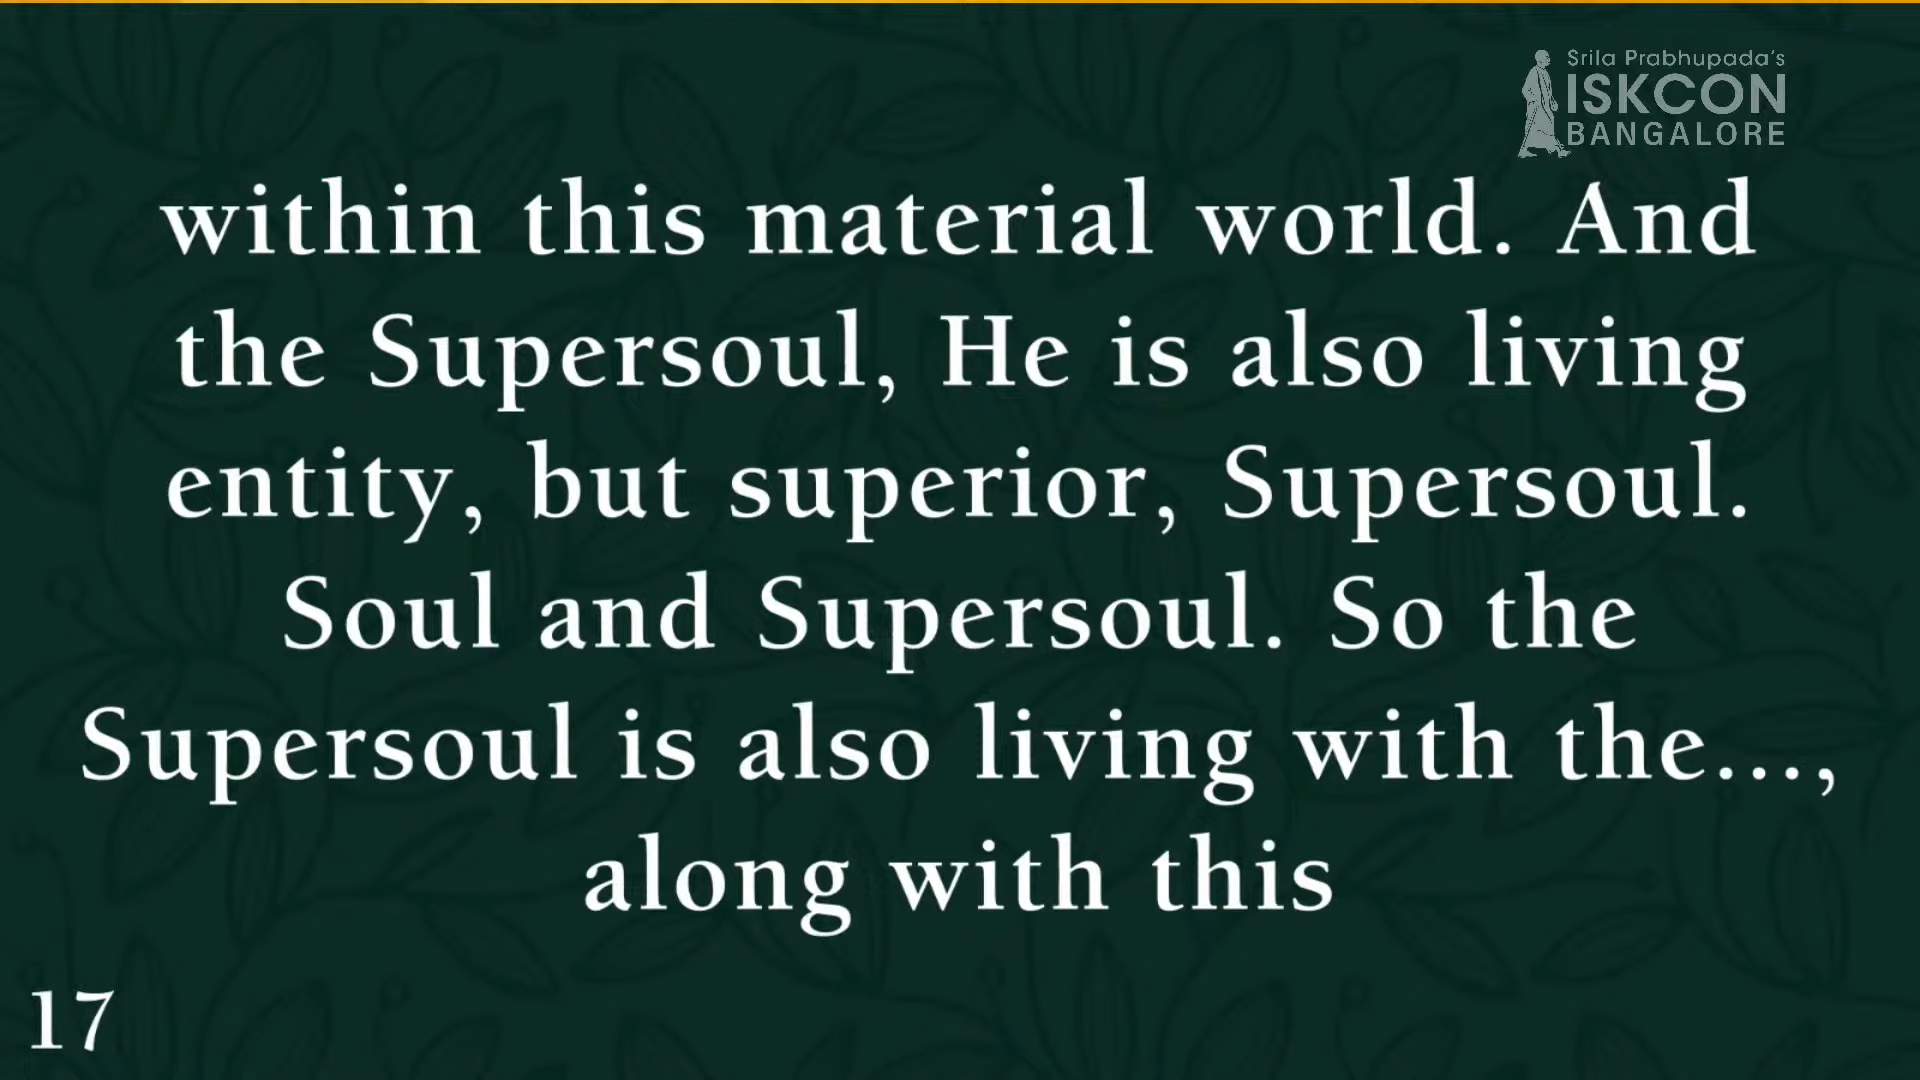 Srila Prabhupada's
ISKCON
BANGALORE
within this material world. And
the Supersoul, He is also living
entity, but superior, Supersoul.
Soul and Supersoul. So the
Supersoul is also living with the...,
along with this
17